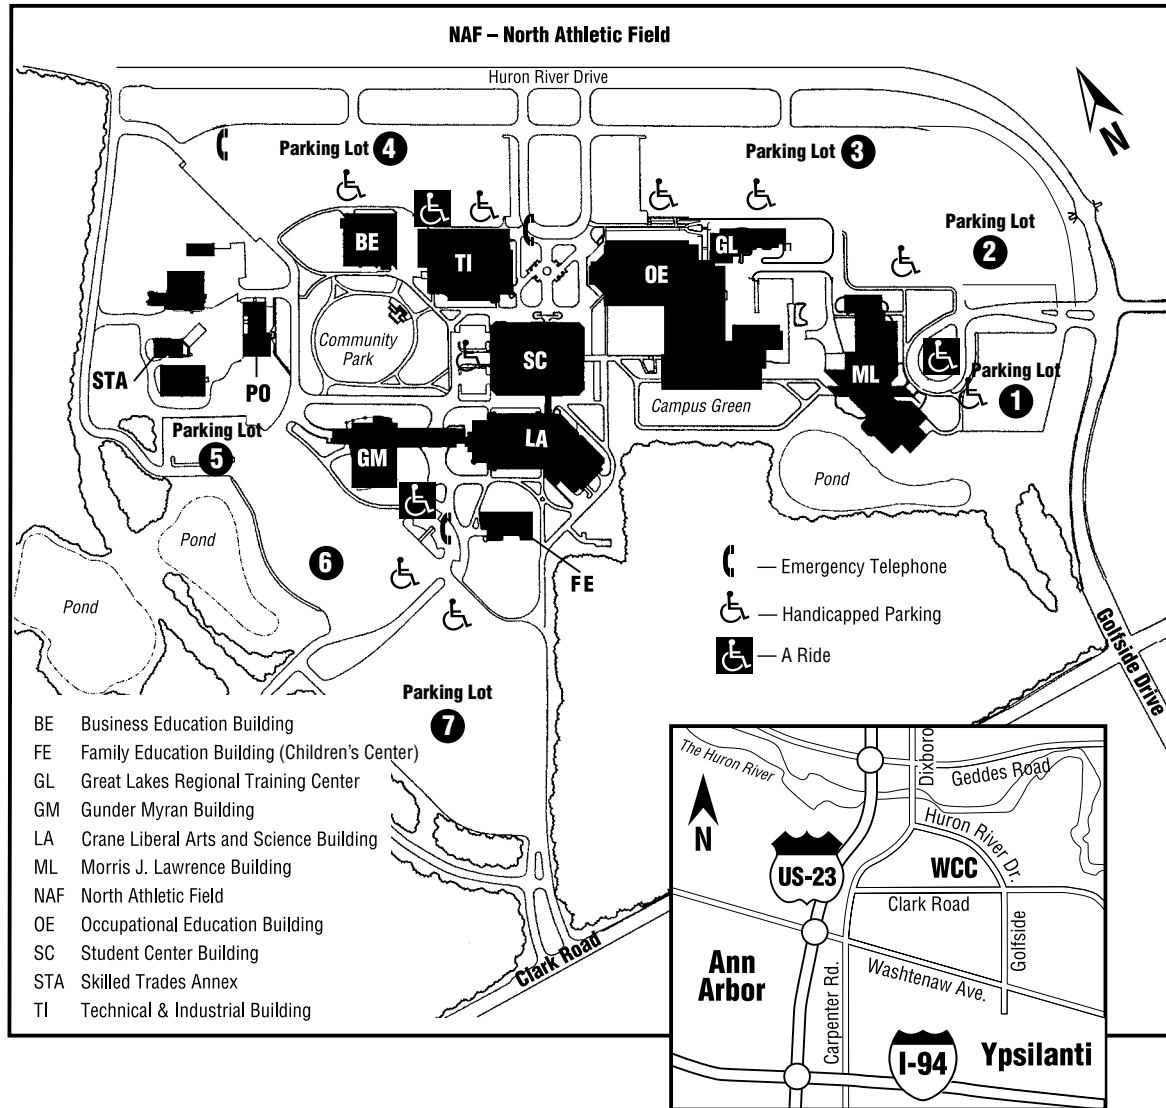 NAF – North Athletic Field
Huron River Drive
N
Parking Lot 4
Parking Lot 3
Parking Lot
2
BE
TI
OE
GL
STA
PO
Community
Park
SC
ML
Parking Lot
1
Campus Green
Parking Lot
5
GM
LA
Pond
Pond
Pond
6
FE
— Emergency Telephone
— Handicapped Parking
— A Ride
Golfside Drive
Parking Lot
7
Clark Road
BE Business Education Building
FE Family Education Building (Children's Center)
GL Great Lakes Regional Training Center
GM Gunder Myran Building
LA Crane Liberal Arts and Science Building
ML Morris J. Lawrence Building
NAF North Athletic Field
OE Occupational Education Building
SC Student Center Building
STA Skilled Trades Annex
TI Technical & Industrial Building
The Huron River
Dixboro
Geddes Road
N
Huron River Dr.
US-23
WCC
Clark Road
Golfside
Ann
Arbor
Washtenaw Ave.
Carpenter Rd.
I-94
Ypsilanti